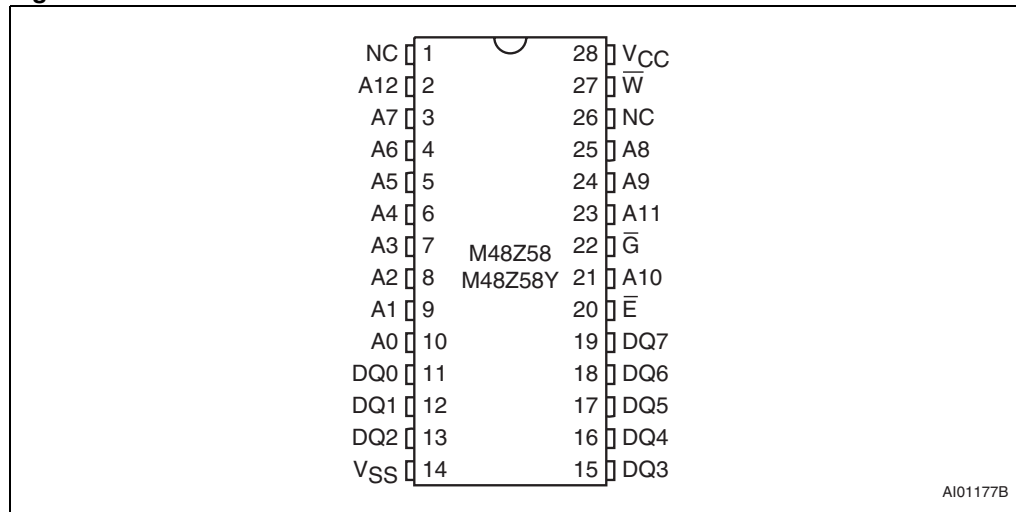 NC 1 28 VCC
A12 2 27 W̅
A7 3 26 NC
A6 4 25 A8
A5 5 24 A9
A4 6 23 A11
A3 7 22 G̅
A2 8 21 A10
A1 9 20 E̅
A0 10 19 DQ7
DQ0 11 18 DQ6
DQ1 12 17 DQ5
DQ2 13 16 DQ4
VSS 14 15 DQ3
M48Z58
M48Z58Y
AI01177B